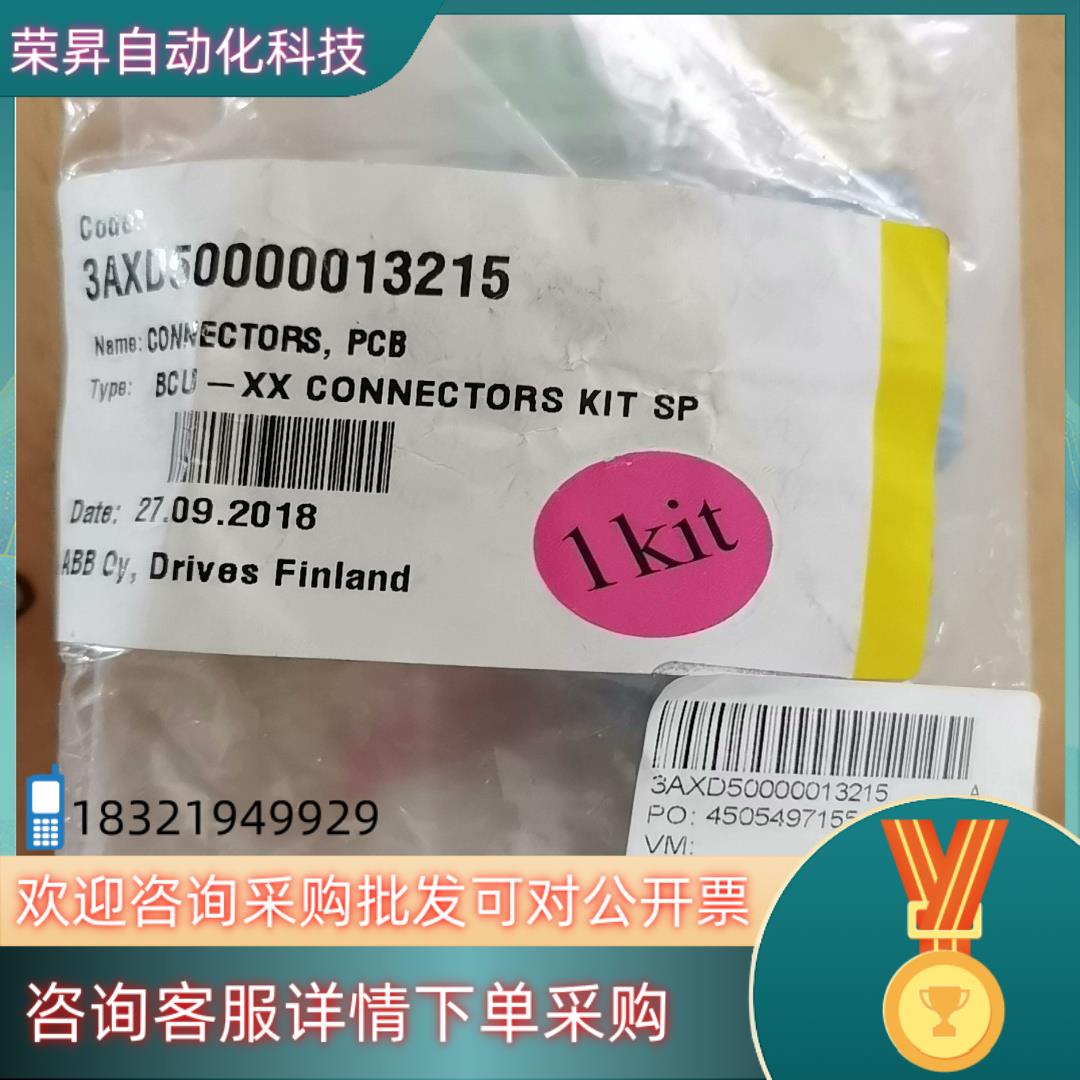 荣昇自动化科技
Code:
3AXD50000013215
Name: CONNECTORS, PCB
Type: BCU -XX CONNECTORS KIT SP
Date: 27.09.2018
ABB Oy, Drives Finland
1 kit
3AXD50000013215 A
PO: 4505497155
VM:
18321949929
欢迎咨询采购批发可对公开票
咨询客服详情下单采购